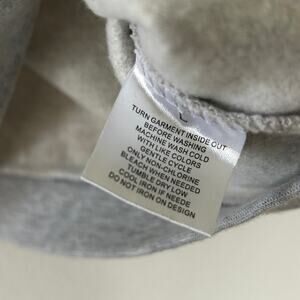 L
TURN GARMENT INSIDE OUT
BEFORE WASHING
MACHINE WASH COLD
WITH LIKE COLORS
GENTLE CYCLE
ONLY NON-CHLORINE
BLEACH WHEN NEEDED
TUMBLE DRY LOW
COOL IRON IF NEEDE
DO NOT IRON ON DESIGN